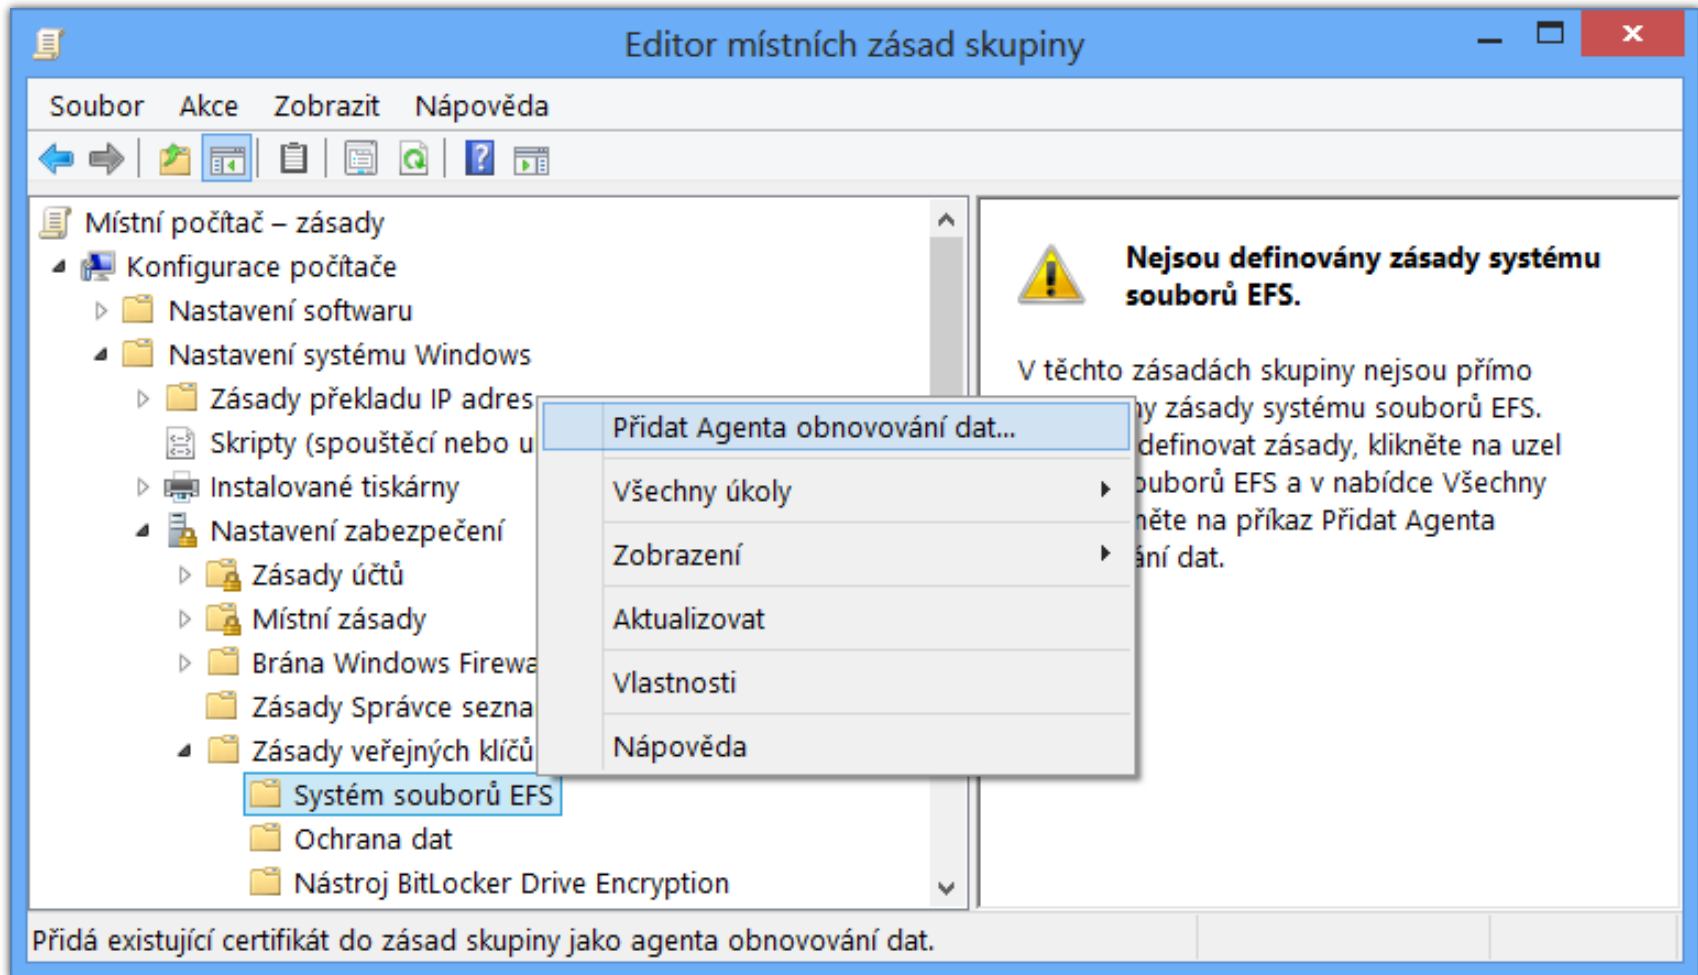 Editor místních zásad skupiny
Soubor Akce Zobrazit Nápověda
Místní počítač – zásady
Konfigurace počítače
Nastavení softwaru
Nastavení systému Windows
Zásady překladu IP adres
Skripty (spouštěcí nebo u
Instalované tiskárny
Nastavení zabezpečení
Zásady účtů
Místní zásady
Brána Windows Firewa
Zásady Správce sezna
Zásady veřejných klíčů
Systém souborů EFS
Ochrana dat
Nástroj BitLocker Drive Encryption
Přidat Agenta obnovování dat...
Všechny úkoly
Zobrazení
Aktualizovat
Vlastnosti
Nápověda
Nejsou definovány zásady systému
souborů EFS.
V těchto zásadách skupiny nejsou přímo
ny zásady systému souborů EFS.
definovat zásady, klikněte na uzel
ouborů EFS a v nabídce Všechny
něte na příkaz Přidat Agenta
ání dat.
Přidá existující certifikát do zásad skupiny jako agenta obnovování dat.